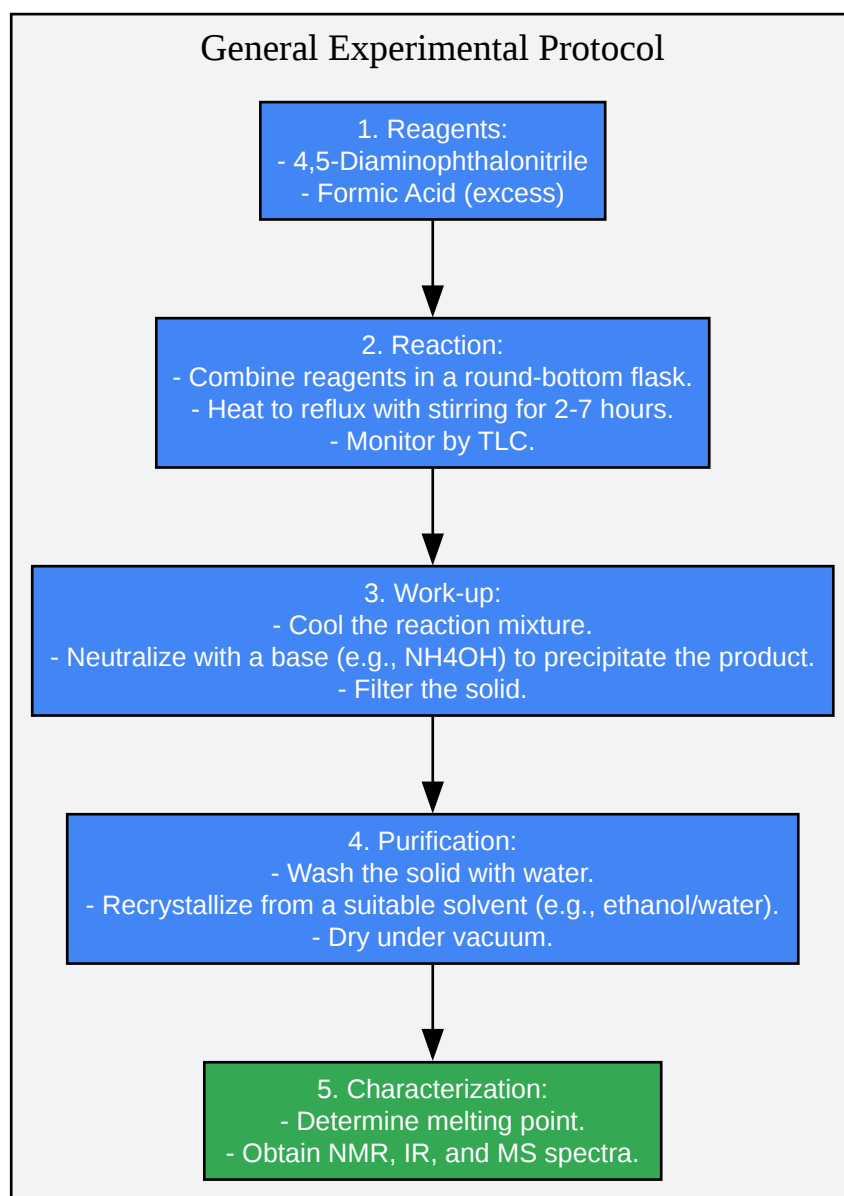 General Experimental Protocol
1. Reagents:
- 4,5-Diaminophthalonitrile
- Formic Acid (excess)
2. Reaction:
- Combine reagents in a round-bottom flask.
- Heat to reflux with stirring for 2-7 hours.
- Monitor by TLC.
3. Work-up:
- Cool the reaction mixture.
- Neutralize with a base (e.g., NH4OH) to precipitate the product.
- Filter the solid.
4. Purification:
- Wash the solid with water.
- Recrystallize from a suitable solvent (e.g., ethanol/water).
- Dry under vacuum.
5. Characterization:
- Determine melting point.
- Obtain NMR, IR, and MS spectra.